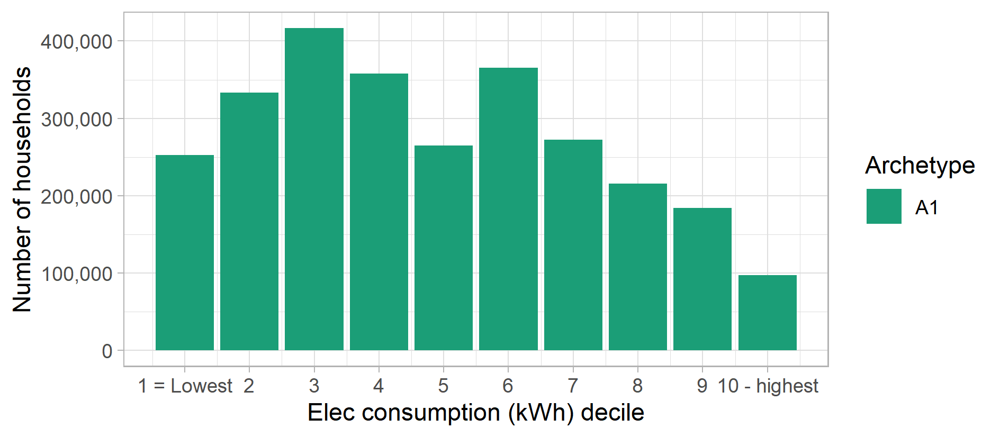 Number of households
400,000
300,000
200,000
100,000
0
1 = Lowest 2 3 4 5 6 7 8 9 10 - highest
Elec consumption (kWh) decile
Archetype
A1